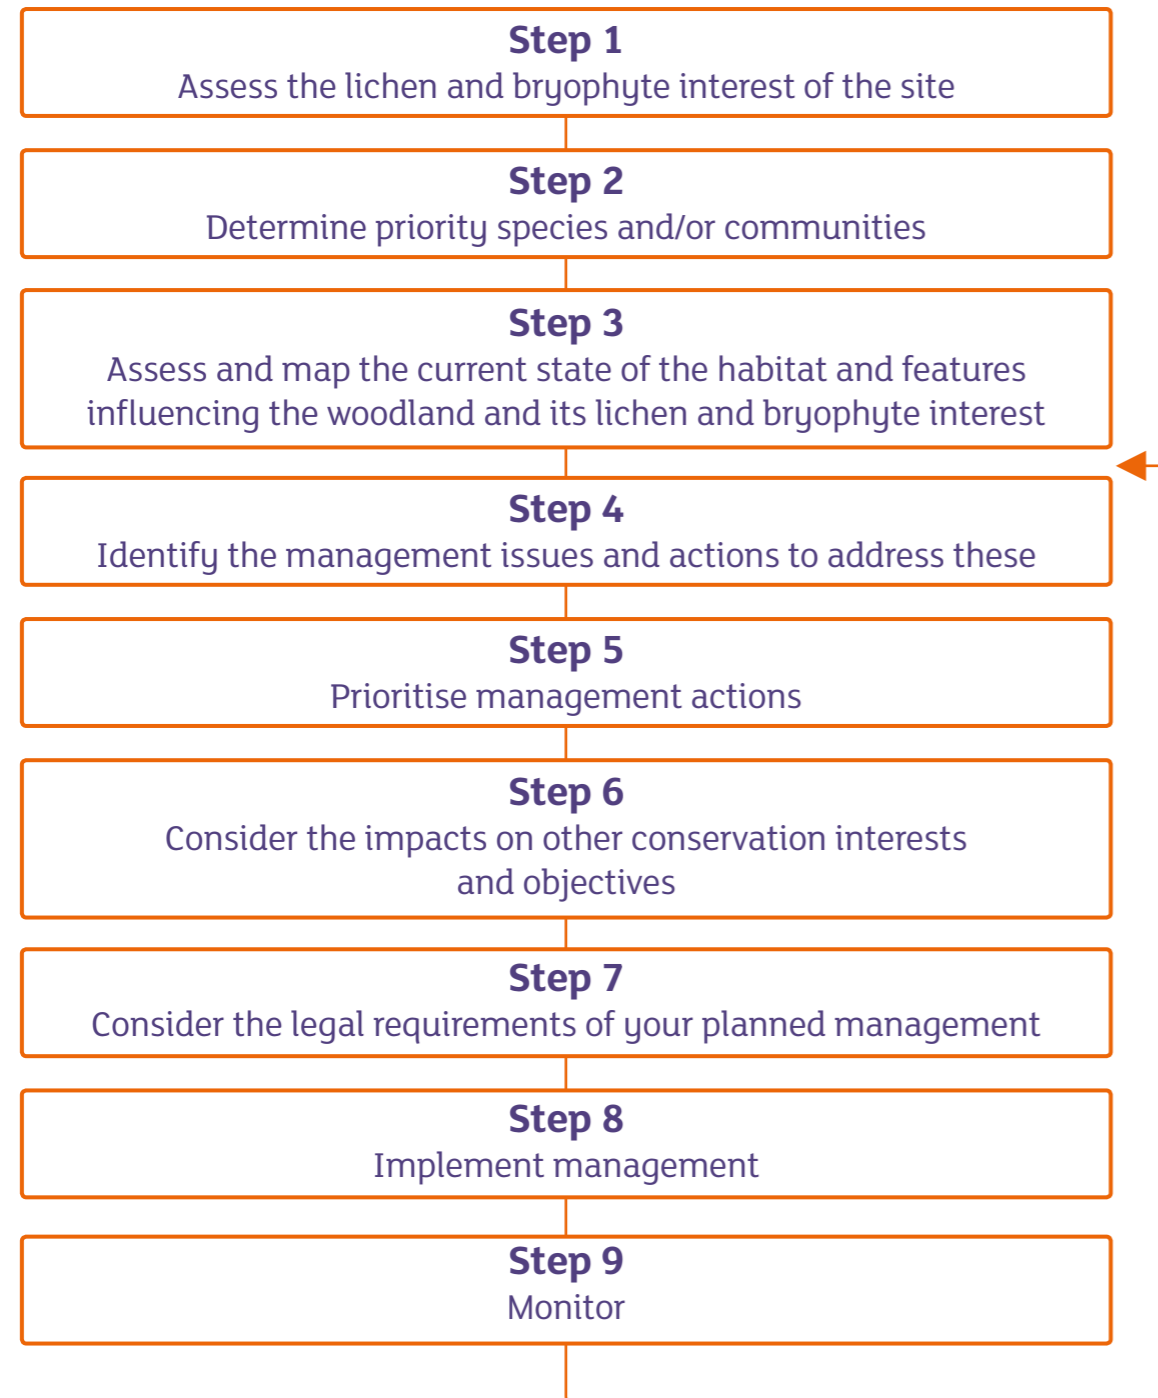 Step 1
Assess the lichen and bryophyte interest of the site
Step 2
Determine priority species and/or communities
Step 3
Assess and map the current state of the habitat and features
influencing the woodland and its lichen and bryophyte interest
Step 4
Identify the management issues and actions to address these
Step 5
Prioritise management actions
Step 6
Consider the impacts on other conservation interests
and objectives
Step 7
Consider the legal requirements of your planned management
Step 8
Implement management
Step 9
Monitor